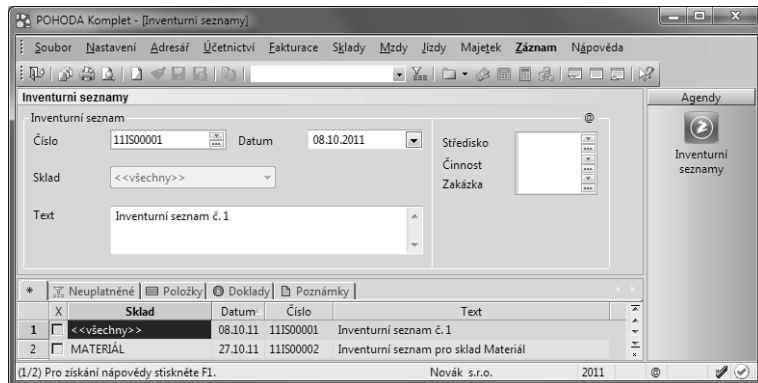 POHODA Komplet - [Inventurní seznamy]
Soubor Nastavení Adresář Účetnictví Fakturace Sklady Mzdy Jízdy Majetek Záznam Nápověda
Inventurní seznamy
Agendy
Inventurní seznam @
Číslo 11IS00001 Datum 08.10.2011 Středisko
Činnost
Inventurní seznamy
Sklad <<všechny>> Zakázka
Text Inventurní seznam č. 1
* Neuplatněné Položky Doklady Poznámky
X Sklad Datum Číslo Text
1 <<všechny>> 08.10.11 11IS00001 Inventurní seznam č. 1
2 MATERIÁL 27.10.11 11IS00002 Inventurní seznam pro sklad Materiál
(1/2) Pro získání nápovědy stiskněte F1. Novák s.r.o. 2011 @